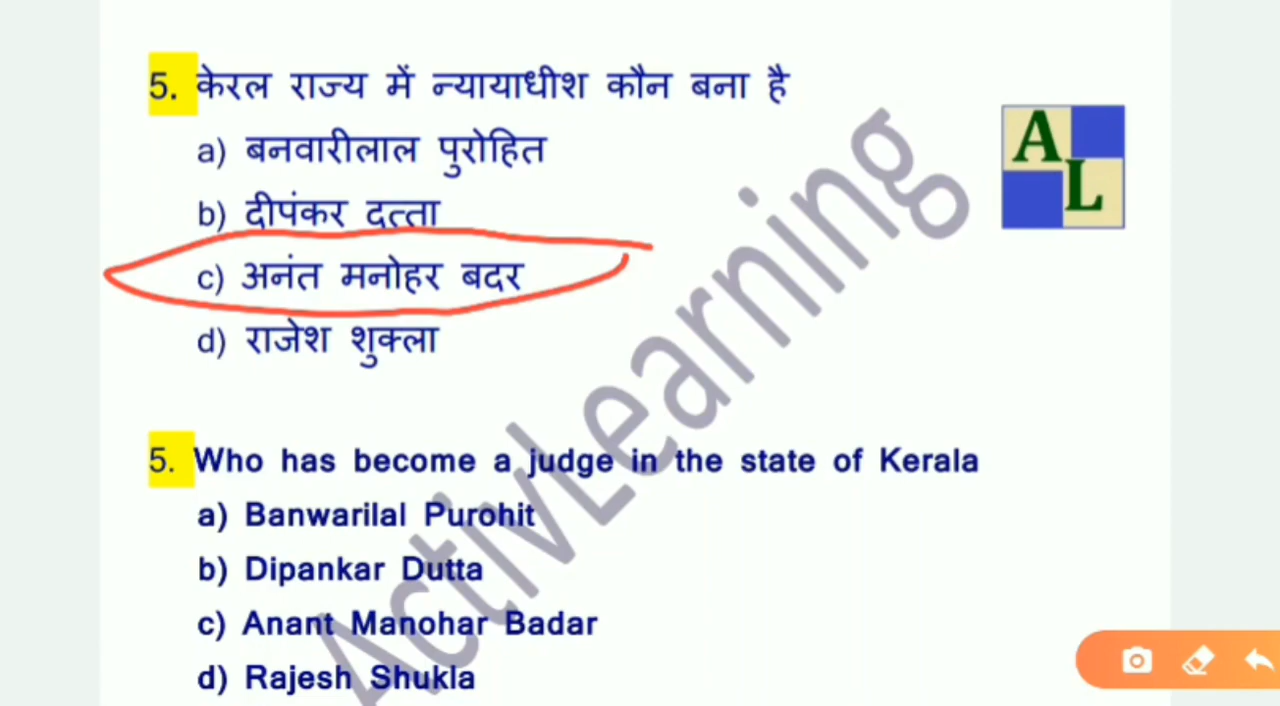 5. केरल राज्य में न्यायाधीश कौन बना है
a) बनवारीलाल पुरोहित
b) दीपंकर दत्ता
c) अनंत मनोहर बदर
d) राजेश शुक्ला
A
L
5. Who has become a judge in the state of Kerala
a) Banwarilal Purohit
b) Dipankar Dutta
c) Anant Manohar Badar
d) Rajesh Shukla
ActivLearning